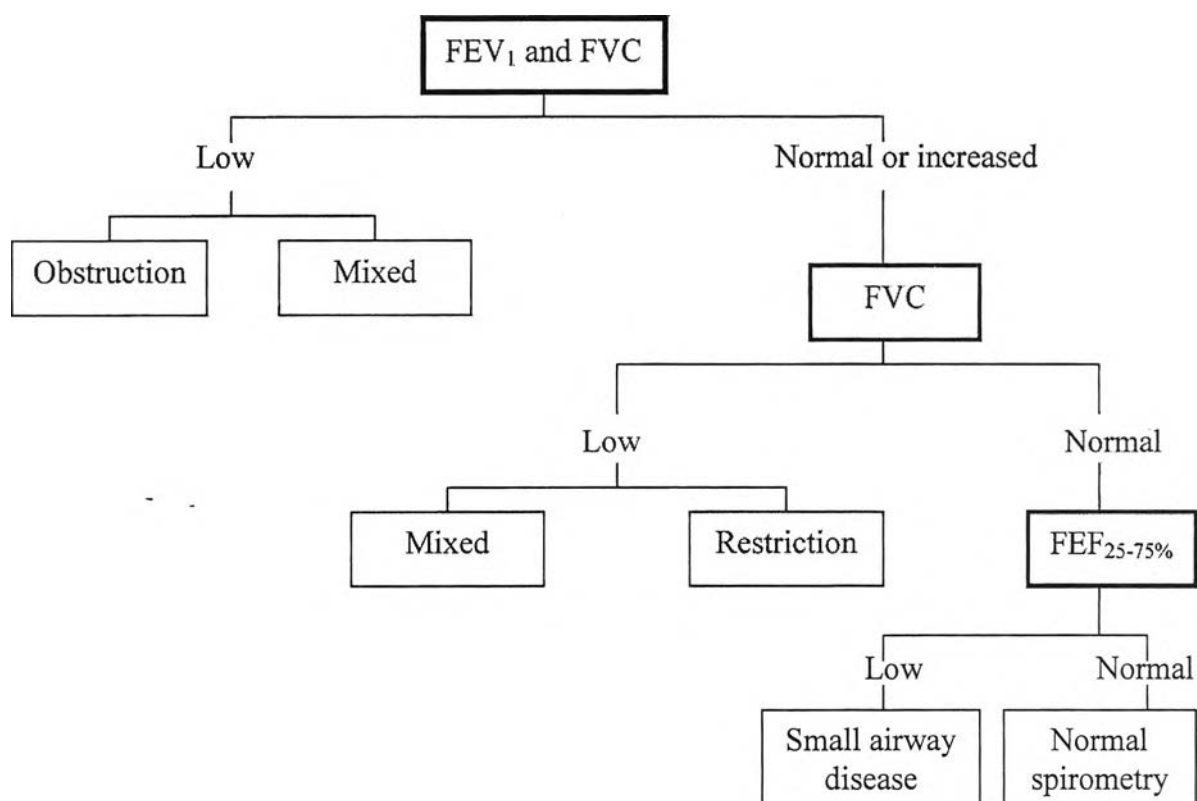 FEV₁ and FVC
Low
Normal or increased
Obstruction
Mixed
FVC
Low
Normal
Mixed
Restriction
FEF₂₅₋₇₅%
Low
Normal
Small airway
disease
Normal
spirometry